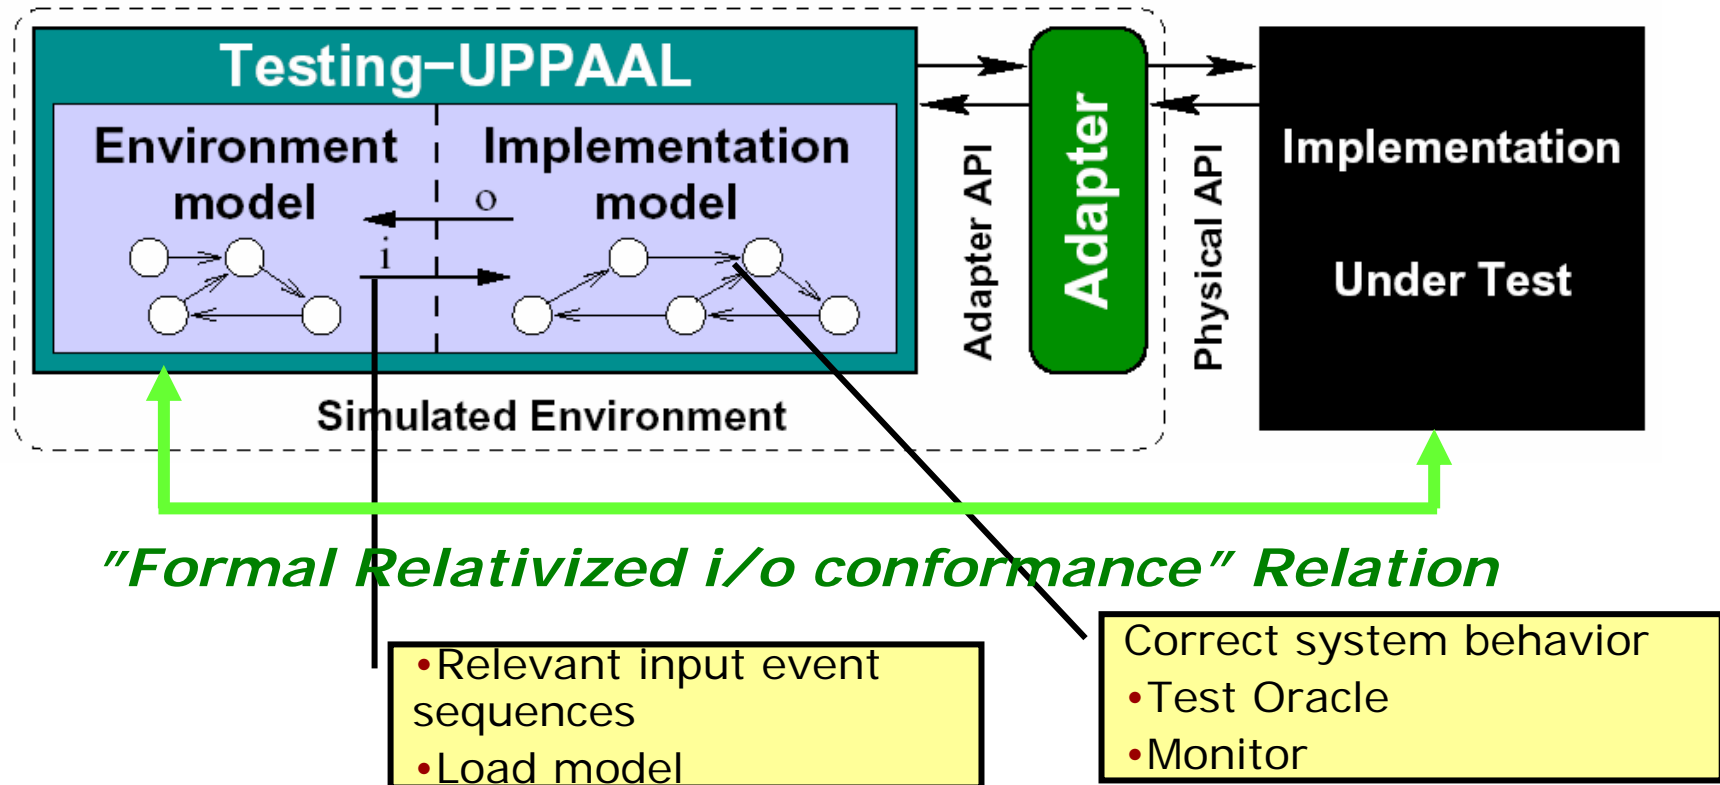 Testing-UPPAAL
Environment
model
Implementation
model
o
i
Adapter API
Adapter
Physical API
Implementation
Under Test
Simulated Environment
"Formal Relativized i/o conformance" Relation
•Relevant input event
sequences
•Load model
Correct system behavior
•Test Oracle
•Monitor